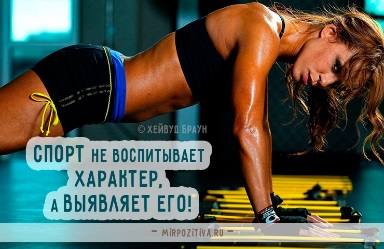 © ХЕЙВУД БРАУН
СПОРТ НЕ ВОСПИТЫВАЕТ
ХАРАКТЕР,
А ВЫЯВЛЯЕТ ЕГО!
- MIRPOZITIVA.RU -